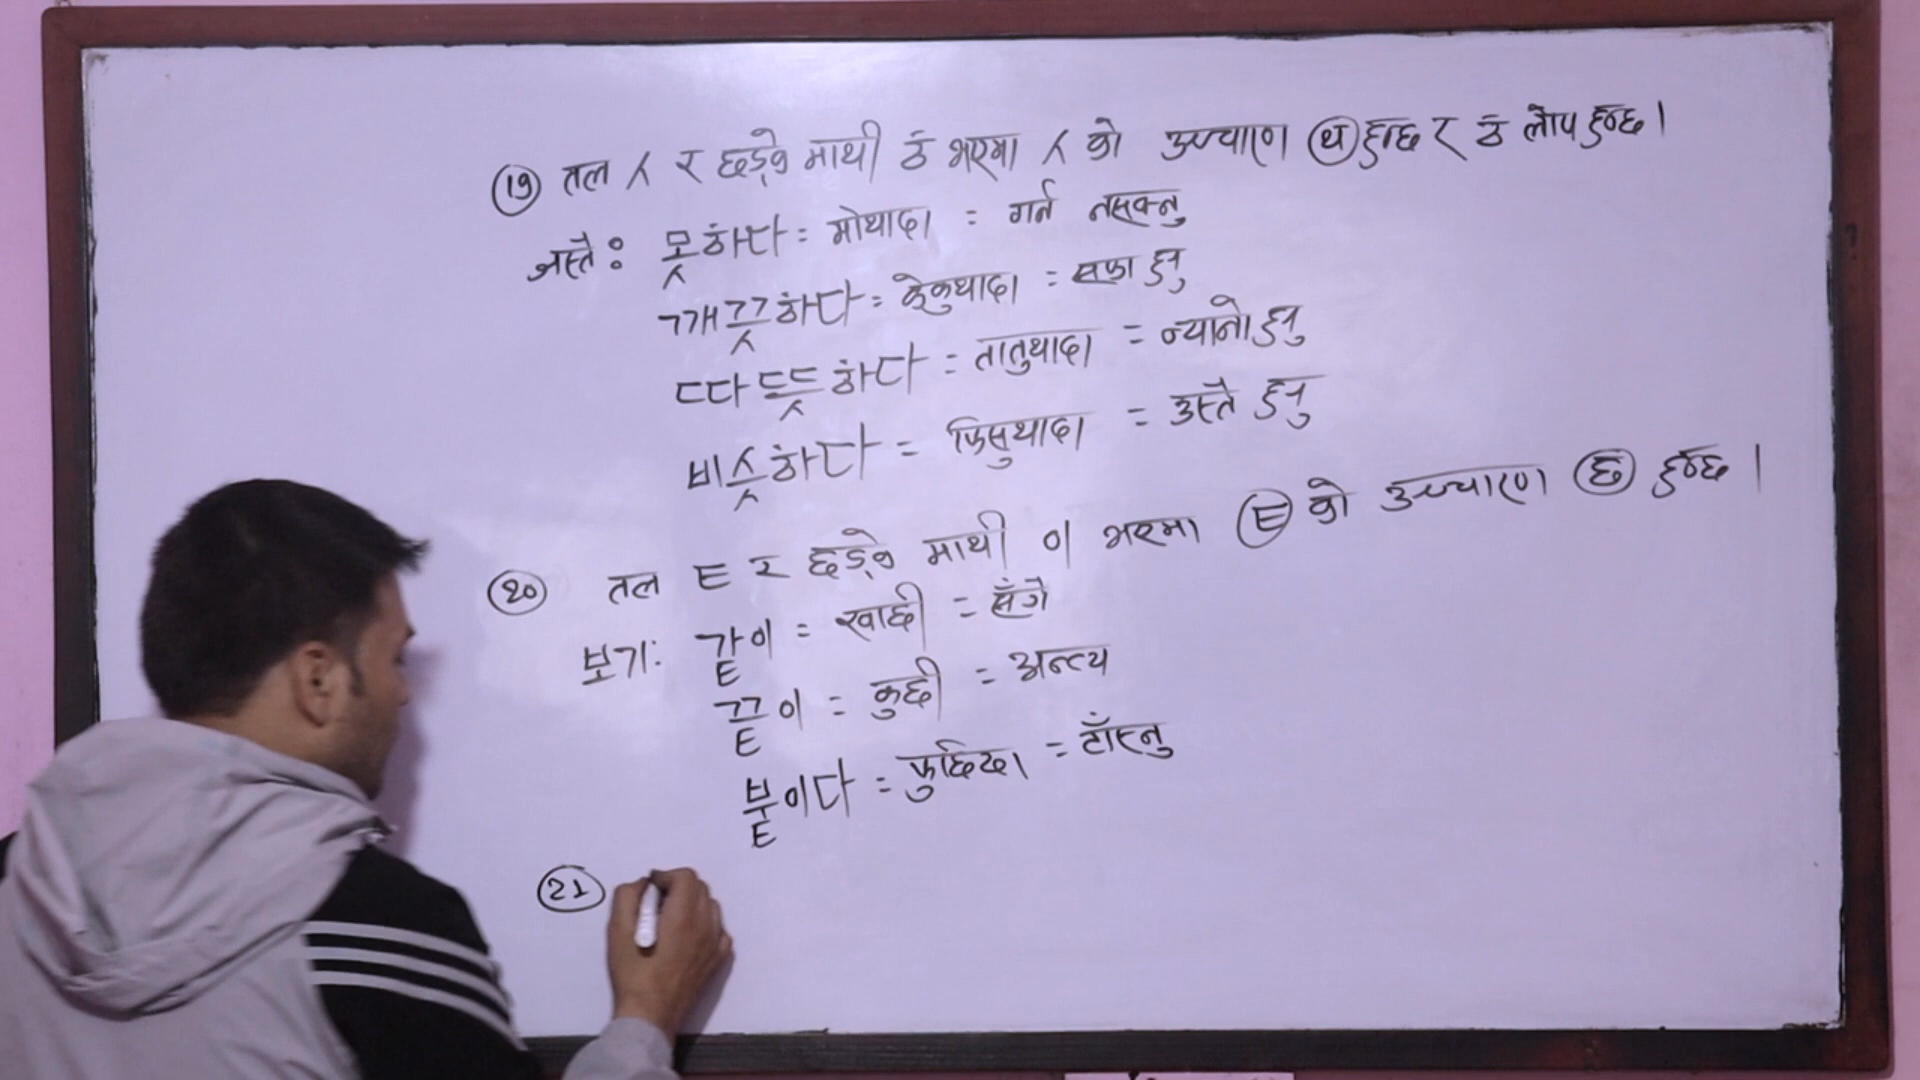 (19) तल ㅅ र छड्के माथी ㅎ भएमा ㅅ को उच्चारण (थ) हुन्छ र ㅎ लोप हुन्छ ।
जस्तै: 못하다 = मोथादा = गर्न नसक्नु
깨끗하다 = केकुथादा = सफा हुनु
따뜻하다 = तातुथादा = न्यानो हुनु
비슷하다 = फिसुथादा = उस्तै हुनु
(20) तल ㅌ र छड्के माथी 이 भएमा (ㅌ) को उच्चारण (छ) हुन्छ ।
보기: 같이 = खाछी = सँगै
끝이 = कुछी = अन्त्य
붙이다 = फुछिदा = टाँस्नु
(21)